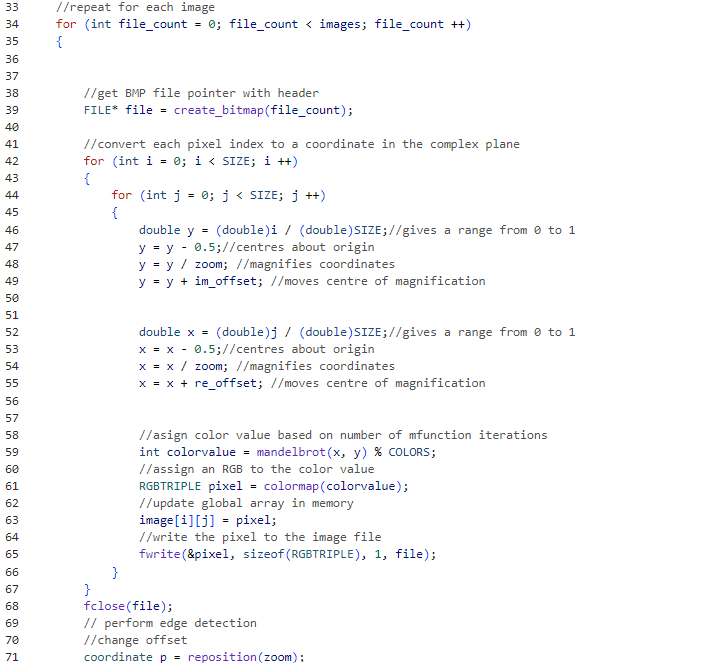 33 //repeat for each image
34 for (int file_count = 0; file_count < images; file_count ++)
35 {
36
37
38 //get BMP file pointer with header
39 FILE* file = create_bitmap(file_count);
40
41 //convert each pixel index to a coordinate in the complex plane
42 for (int i = 0; i < SIZE; i ++)
43 {
44 for (int j = 0; j < SIZE; j ++)
45 {
46 double y = (double)i / (double)SIZE;//gives a range from 0 to 1
47 y = y - 0.5;//centres about origin
48 y = y / zoom; //magnifies coordinates
49 y = y + im_offset; //moves centre of magnification
50
51
52 double x = (double)j / (double)SIZE;//gives a range from 0 to 1
53 x = x - 0.5;//centres about origin
54 x = x / zoom; //magnifies coordinates
55 x = x + re_offset; //moves centre of magnification
56
57
58 //asign color value based on number of mfunction iterations
59 int colorvalue = mandelbrot(x, y) % COLORS;
60 //assign an RGB to the color value
61 RGBTRIPLE pixel = colormap(colorvalue);
62 //update global array in memory
63 image[i][j] = pixel;
64 //write the pixel to the image file
65 fwrite(&pixel, sizeof(RGBTRIPLE), 1, file);
66 }
67 }
68 fclose(file);
69 // perform edge detection
70 //change offset
71 coordinate p = reposition(zoom);